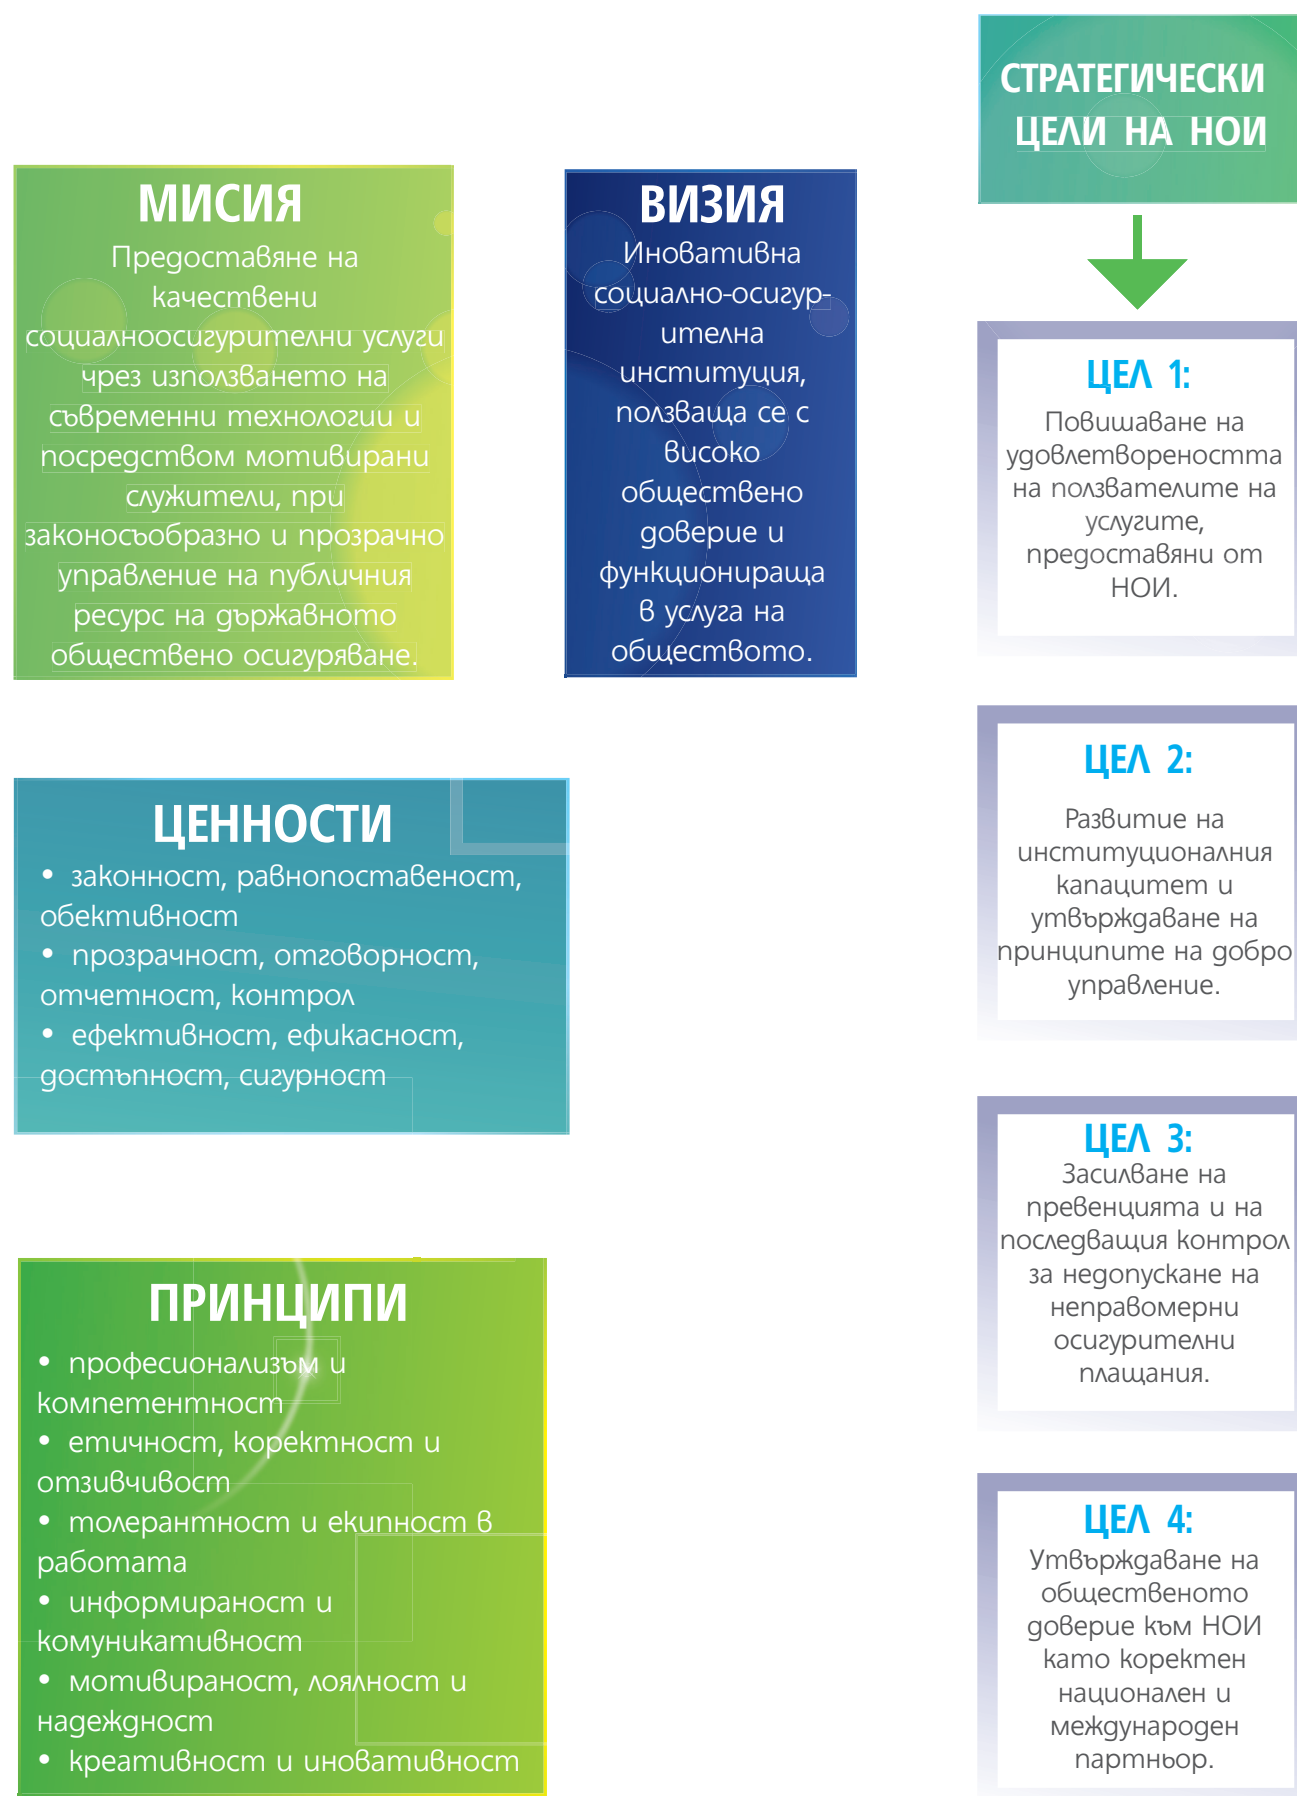 МИСИЯ
Предоставяне на
качествени
социалноосигурителни услуги
чрез използването на
съвременни технологии и
посредством мотивирани
служители, при
законосъобразно и прозрачно
управление на публичния
ресурс на държавното
обществено осигуряване.
ВИЗИЯ
Иновативна
социално-осигур-
ителна
институция,
ползваща се с
високо
обществено
доверие и
функционираща
в услуга на
обществото.
ЦЕННОСТИ
• законност, равнопоставеност,
обективност
• прозрачност, отговорност,
отчетност, контрол
• ефективност, ефикасност,
достъпност, сигурност
ПРИНЦИПИ
• професионализъм и
компетентност
• етичност, коректност и
отзивчивост
• толерантност и екипност в
работата
• информираност и
комуникативност
• мотивираност, лоялност и
надеждност
• креативност и иновативност
СТРАТЕГИЧЕСКИ
ЦЕЛИ НА НОИ
ЦЕЛ 1:
Повишаване на
удовлетвореността
на ползвателите на
услугите,
предоставяни от
НОИ.
ЦЕЛ 2:
Развитие на
институционалния
капацитет и
утвърждаване на
принципите на добро
управление.
ЦЕЛ 3:
Засилване на
превенцията и на
последващия контрол
за недопускане на
неправомерни
осигурителни
плащания.
ЦЕЛ 4:
Утвърждаване на
общественото
доверие към НОИ
като коректен
национален и
международен
партньор.